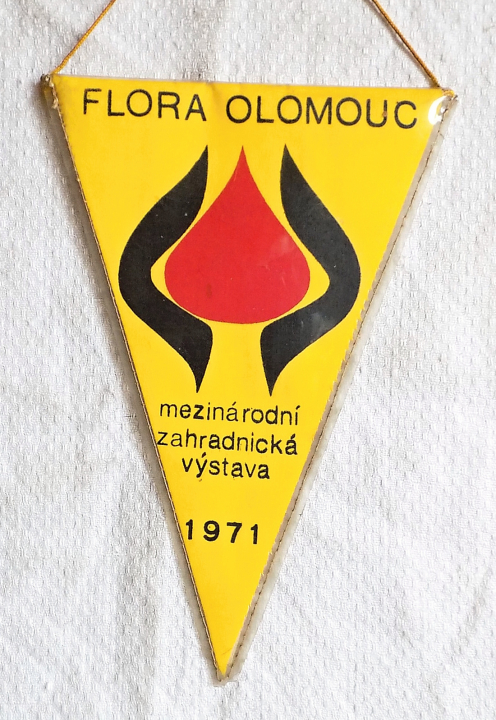 FLORA OLOMOUC
mezinárodní
zahradnická
výstava
1971